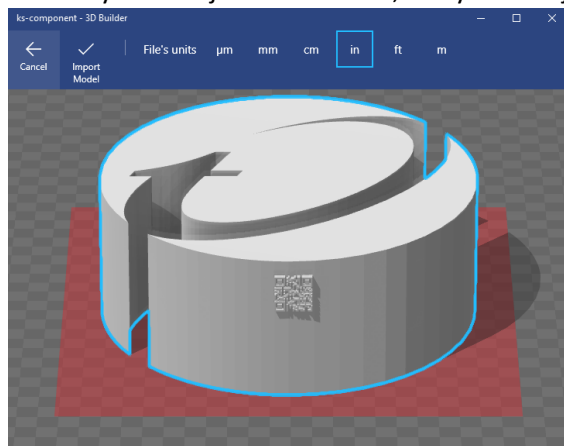 ks-component - 3D Builder
Cancel
Import
Model
File's units
µm
mm
cm
in
ft
m